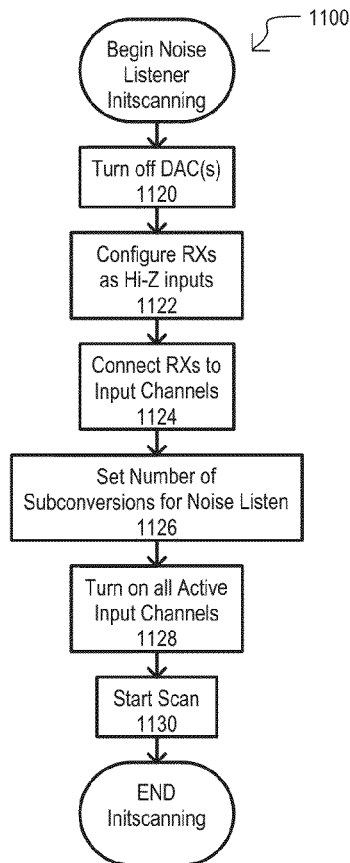 1100
Begin Noise
Listener
Initscanning
Turn off DAC(s)
1120
Configure RXs
as Hi-Z inputs
1122
Connect RXs to
Input Channels
1124
Set Number of
Subconversions for Noise Listen
1126
Turn on all Active
Input Channels
1128
Start Scan
1130
END
Initscanning